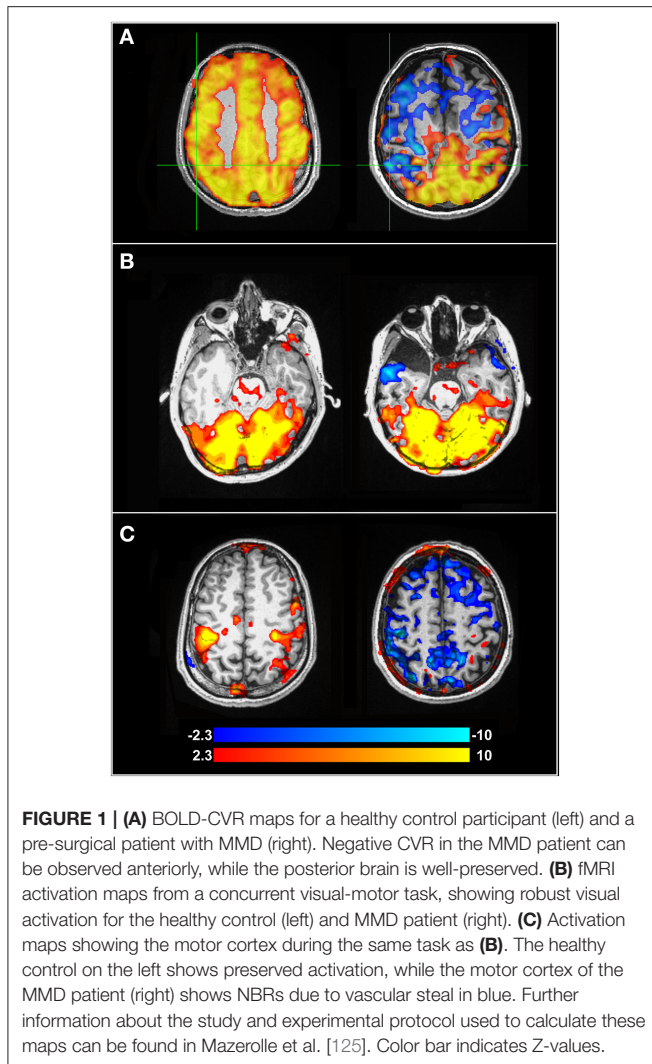 A
B
C
-2.3 -10
2.3 10
FIGURE 1 | (A) BOLD-CVR maps for a healthy control participant (left) and a
pre-surgical patient with MMD (right). Negative CVR in the MMD patient can
be observed anteriorly, while the posterior brain is well-preserved. (B) fMRI
activation maps from a concurrent visual-motor task, showing robust visual
activation for the healthy control (left) and MMD patient (right). (C) Activation
maps showing the motor cortex during the same task as (B). The healthy
control on the left shows preserved activation, while the motor cortex of the
MMD patient (right) shows NBRs due to vascular steal in blue. Further
information about the study and experimental protocol used to calculate these
maps can be found in Mazerolle et al. [125]. Color bar indicates Z-values.